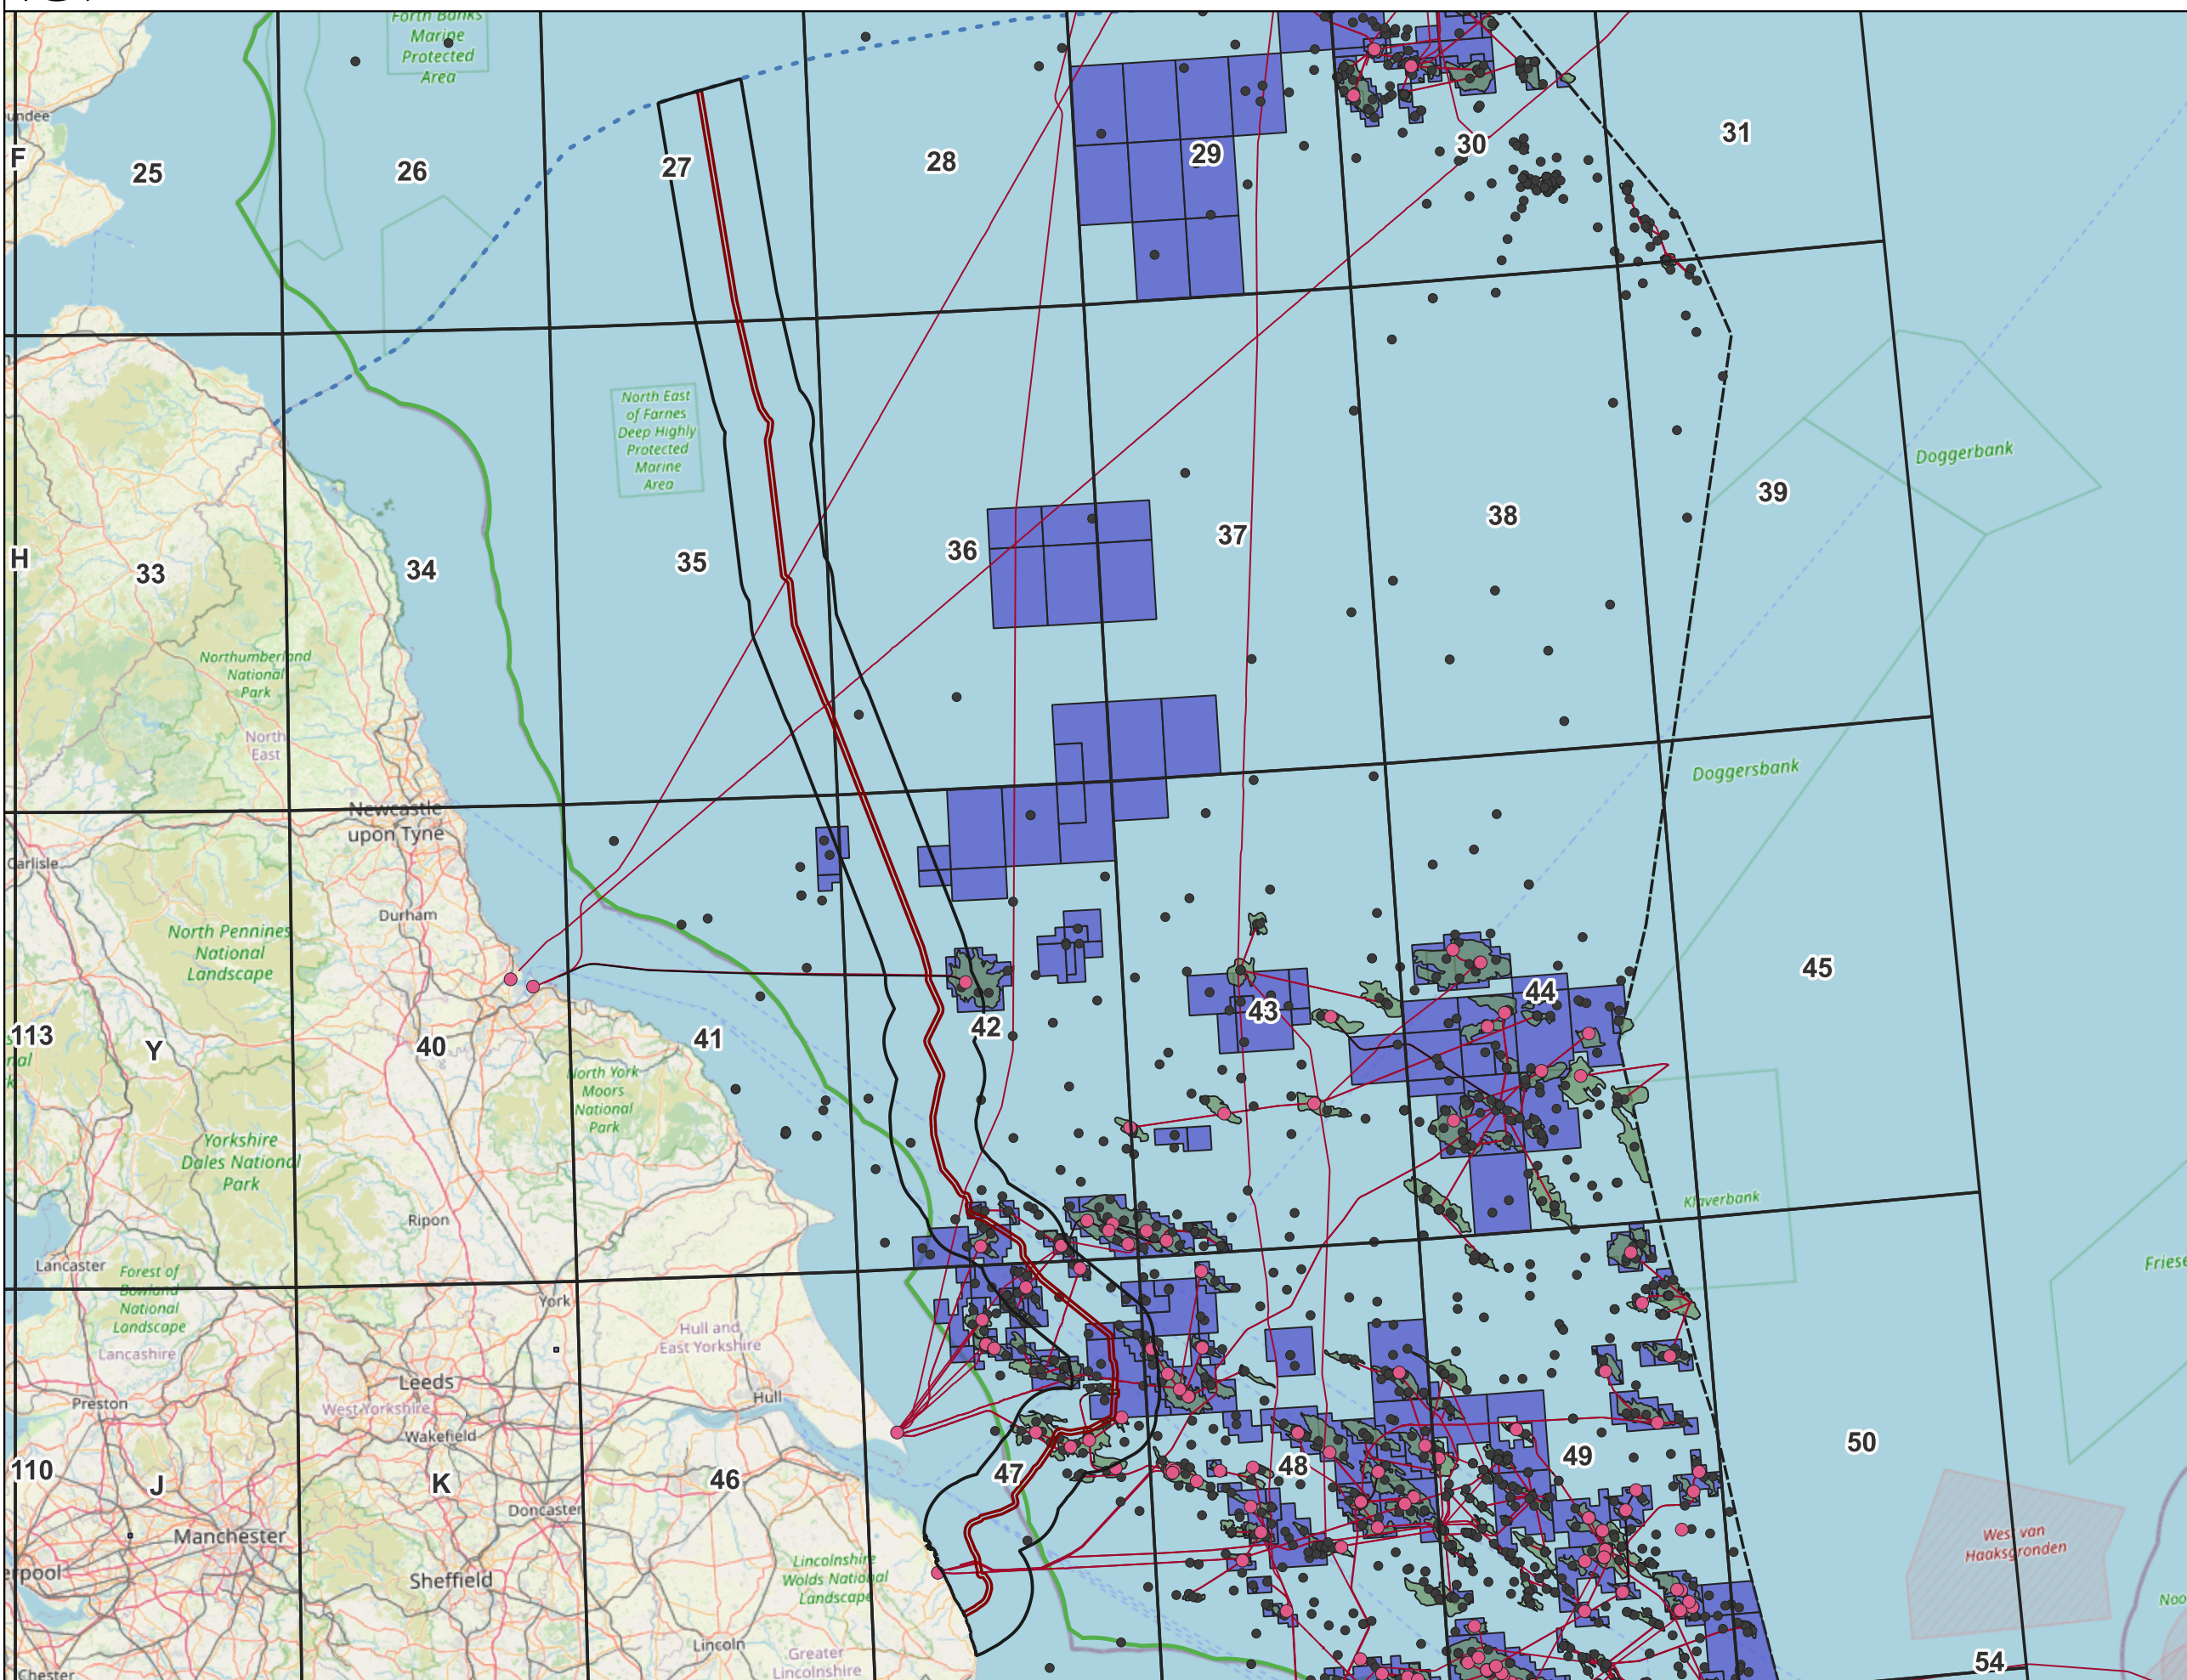 Forth Banks
Marine
Protected
Area
undee
F
25
26
27
28
29
30
31
North East
of Farnes
Deep Highly
Protected
Marine
Area
Doggerbank
H
33
34
35
36
37
38
39
Northumberland
National
Park
North
East
Doggersbank
Newcastle
upon Tyne
Carlisle
Durham
North Pennines
National
Landscape
113
Y
40
41
42
43
44
45
North York
Moors
National
Park
Yorkshire
Dales National
Park
Klaverbank
Ripon
Lancaster
Forest of
Bowland
National
Landscape
Friese
York
Hull and
East Yorkshire
Lancashire
Preston
Leeds
West Yorkshire
Wakefield
Hull
110
J
K
46
47
48
49
50
Doncaster
Manchester
erpool
Sheffield
Lincolnshire
Wolds National
Landscape
West van
Haaksgronden
Noo
Lincoln
Greater
Lincolnshire
Chester
54